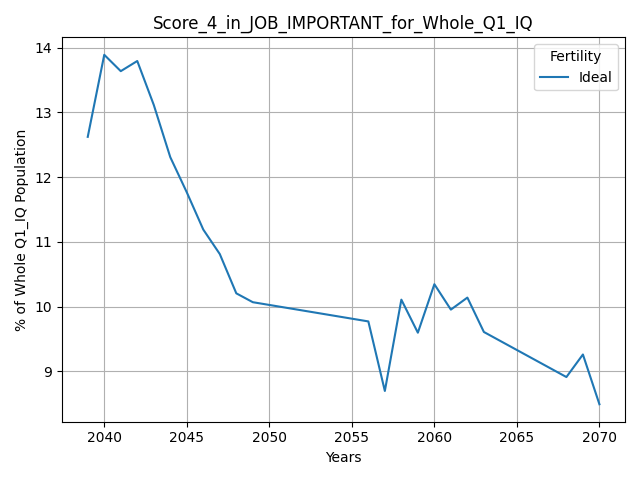 Score_4_in_JOB_IMPORTANT_for_Whole_Q1_IQ
Fertility
Ideal
% of Whole Q1_IQ Population
14
13
12
11
10
9
2040 2045 2050 2055 2060 2065 2070
Years